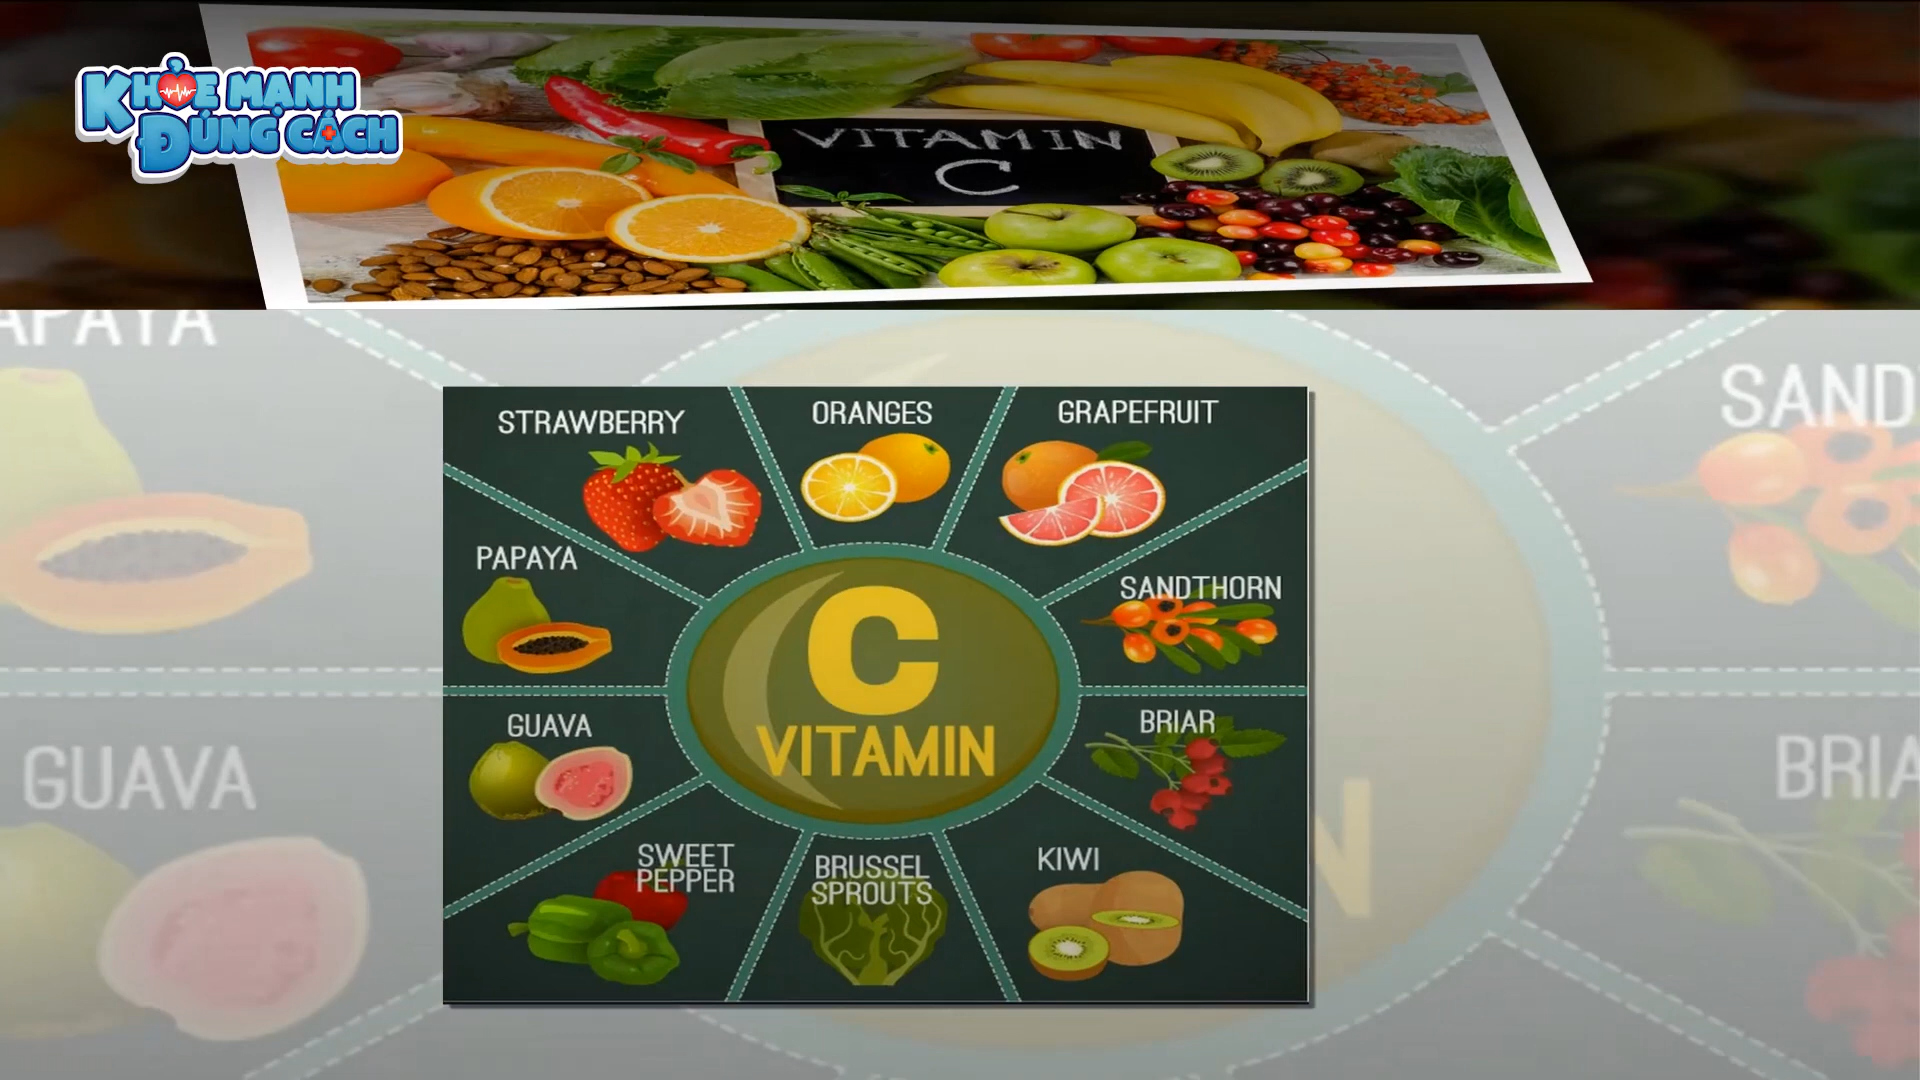 KHỎE MẠNH
ĐÚNG CÁCH
VITAMIN
C
APAYA
SAND
GUAVA
BRIA
N
STRAWBERRY
ORANGES
GRAPEFRUIT
PAPAYA
SANDTHORN
C
VITAMIN
GUAVA
BRIAR
SWEET
PEPPER
BRUSSEL
SPROUTS
KIWI